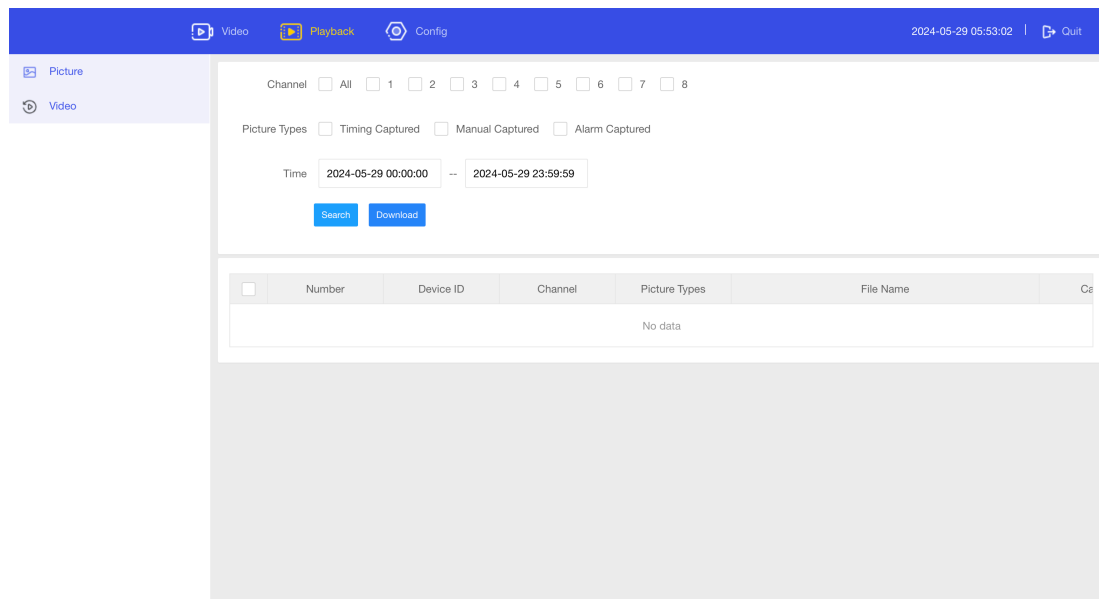 Video Playback Config 2024-05-29 05:53:02 Quit
Picture
Video
Channel All 1 2 3 4 5 6 7 8
Picture Types Timing Captured Manual Captured Alarm Captured
Time 2024-05-29 00:00:00 -- 2024-05-29 23:59:59
Search Download
Number Device ID Channel Picture Types File Name Ca
No data